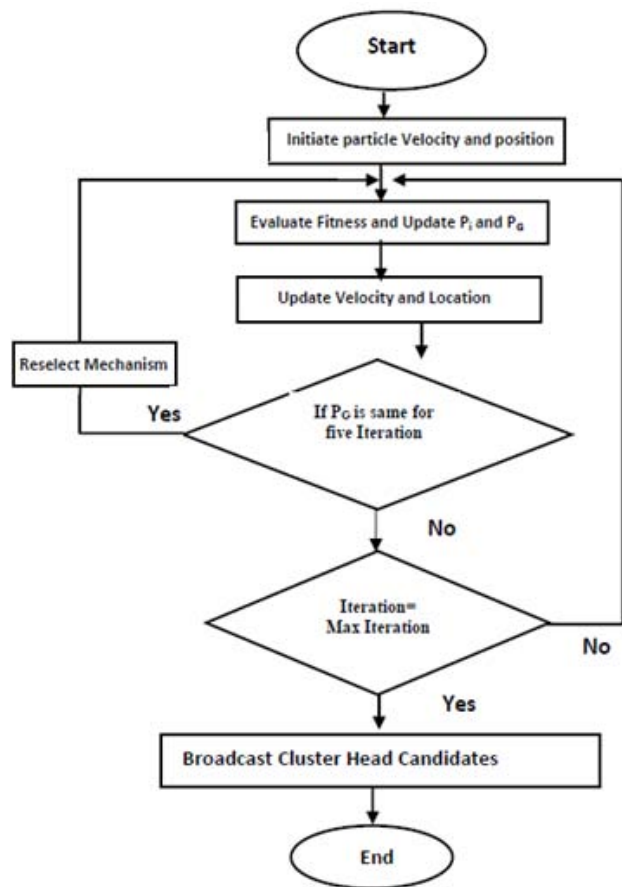 Start
Initiate particle Velocity and position
Evaluate Fitness and Update Pi and PG
Update Velocity and Location
Reselect Mechanism
Yes
If PG is same for
five Iteration
No
Iteration=
Max Iteration
No
Yes
Broadcast Cluster Head Candidates
End